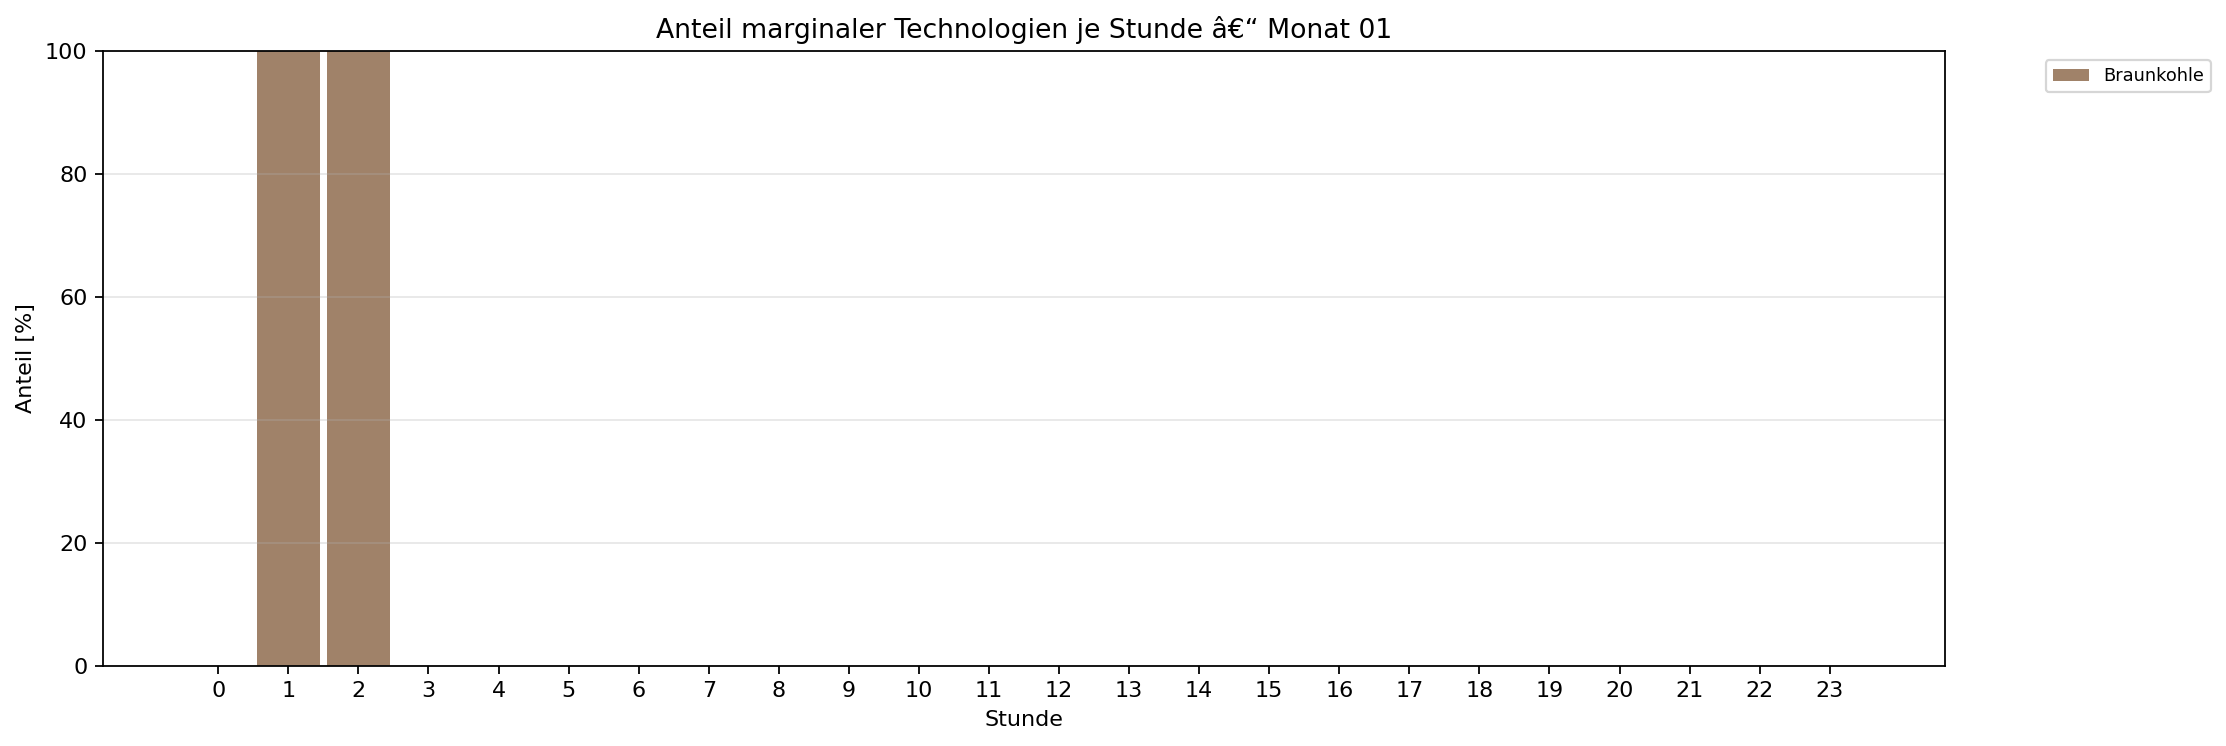 Anteil marginaler Technologien je Stunde â€“ Monat 01
100
80
60
40
20
0
Anteil [%]
0 1 2 3 4 5 6 7 8 9 10 11 12 13 14 15 16 17 18 19 20 21 22 23
Stunde
Braunkohle